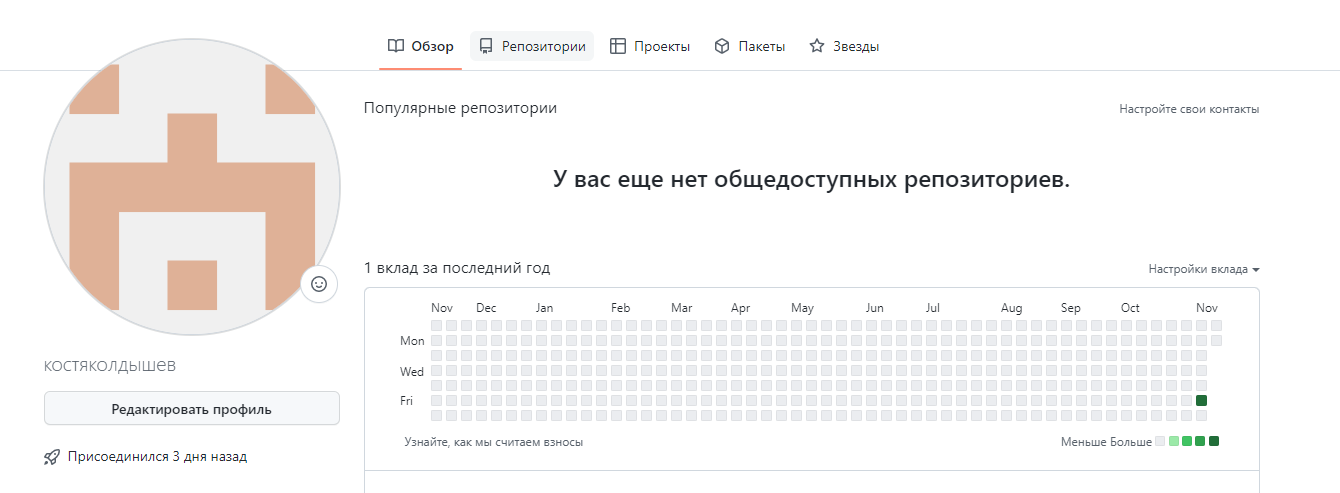 Обзор Репозитории Проекты Пакеты Звезды
Популярные репозитории Настройте свои контакты
У вас еще нет общедоступных репозиториев.
1 вклад за последний год Настройки вклада
Nov Dec Jan Feb Mar Apr May Jun Jul Aug Sep Oct Nov
Mon
Wed
Fri
Узнайте, как мы считаем взносы Меньше Больше
костяколдышев
Редактировать профиль
Присоединился 3 дня назад